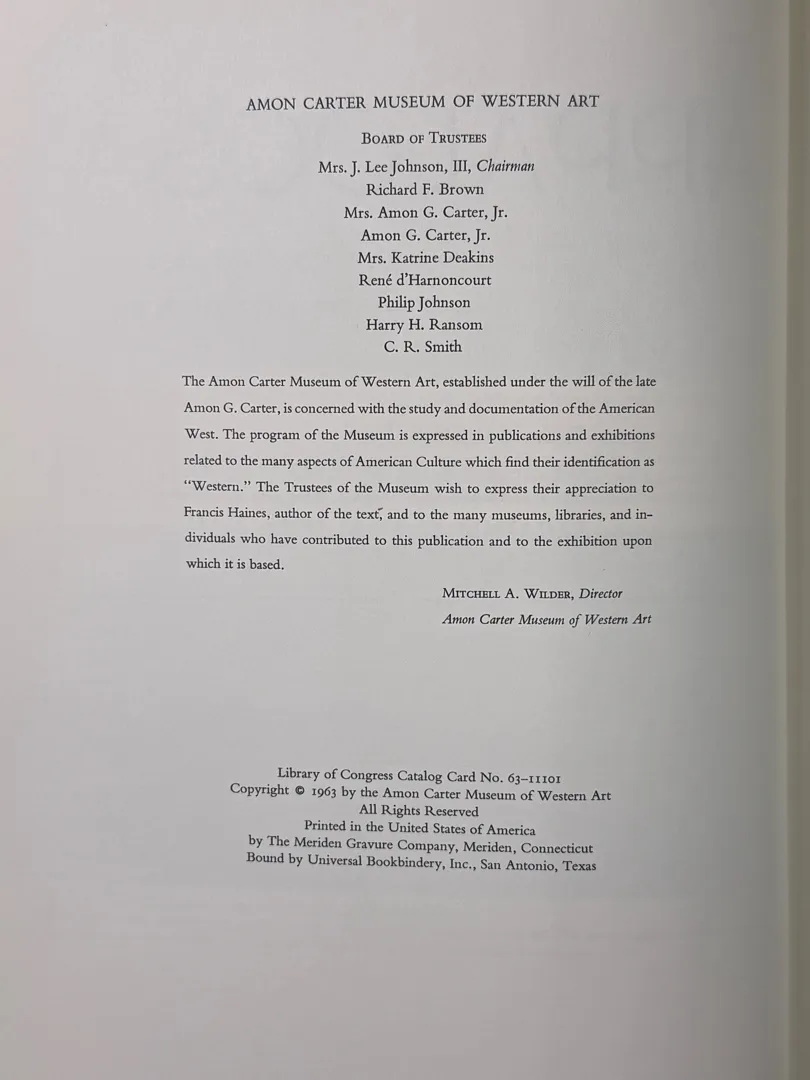 AMON CARTER MUSEUM OF WESTERN ART
BOARD OF TRUSTEES
Mrs. J. Lee Johnson, III, Chairman
Richard F. Brown
Mrs. Amon G. Carter, Jr.
Amon G. Carter, Jr.
Mrs. Katrine Deakins
René d'Harnoncourt
Philip Johnson
Harry H. Ransom
C. R. Smith
The Amon Carter Museum of Western Art, established under the will of the late
Amon G. Carter, is concerned with the study and documentation of the American
West. The program of the Museum is expressed in publications and exhibitions
related to the many aspects of American Culture which find their identification as
“Western.” The Trustees of the Museum wish to express their appreciation to
Francis Haines, author of the text, and to the many museums, libraries, and in-
dividuals who have contributed to this publication and to the exhibition upon
which it is based.
MITCHELL A. WILDER, Director
Amon Carter Museum of Western Art
Library of Congress Catalog Card No. 63–11101
Copyright © 1963 by the Amon Carter Museum of Western Art
All Rights Reserved
Printed in the United States of America
by The Meriden Gravure Company, Meriden, Connecticut
Bound by Universal Bookbindery, Inc., San Antonio, Texas